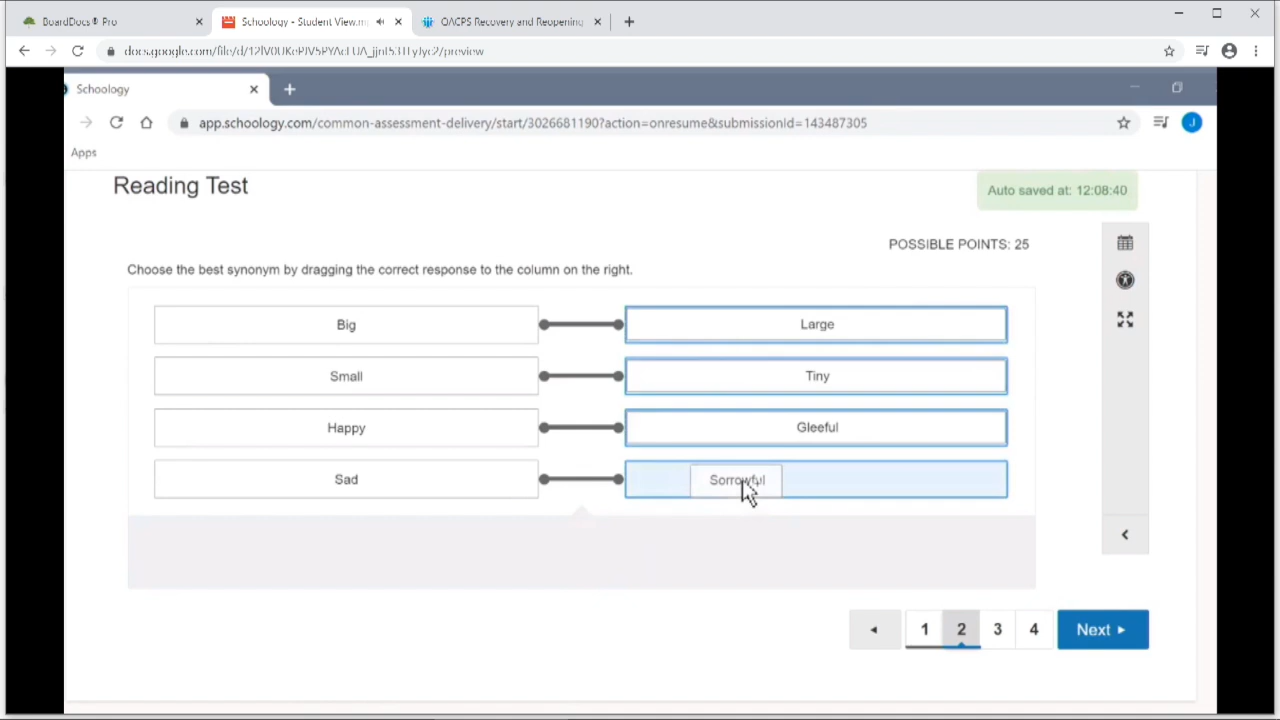 BoardDocs® Pro
Schoology - Student View.m
QACPS Recovery and Reopening
Schoology
app.schoology.com/common-assessment-delivery/start/3026681190?action=onresume&submissionId=143487305
J
Apps
Reading Test
Auto saved at: 12:08:40
POSSIBLE POINTS: 25
Choose the best synonym by dragging the correct response to the column on the right.
Big
Large
Small
Tiny
Happy
Gleeful
Sad
Sorrowful
1
2
3
4
Next